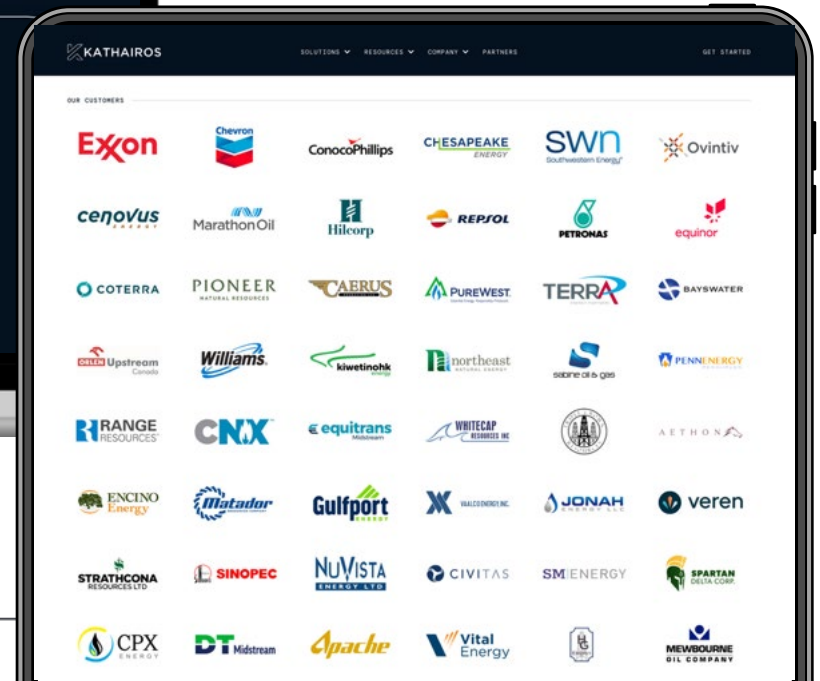 KATHAIROS
SOLUTIONS RESOURCES COMPANY PARTNERS GET STARTED
OUR CUSTOMERS
Exxon
Chevron
ConocoPhillips
CHESAPEAKE
ENERGY
SWN
Southwestern Energy
Ovintiv
cenovus
ENERGY
MarathonOil
Hilcorp
REPSOL
PETRONAS
equinor
COTERRA
PIONEER
NATURAL RESOURCES
CAERUS
PUREWEST
TERRA
BAYSWATER
ORLEN Upstream
Canada
Williams
kiwetinohk
energy
northeast
NATURAL ENERGY
sabine oil & gas
PENNENERGY
RANGE
RESOURCES
CNX
equitrans
Midstream
WHITECAP
RESOURCES INC
AETHON
ENCINO
Energy
Matador
Gulfport
ENERGY
VAALCO ENERGY, INC.
JONAH
ENERGY LLC
veren
STRATHCONA
RESOURCES LTD
SINOPEC
NUVISTA
ENERGY LTD
CIVITAS
SM ENERGY
SPARTAN
DELTA CORP.
CPX
ENERGY
DT Midstream
Apache
Vital
Energy
MEWBOURNE
OIL COMPANY